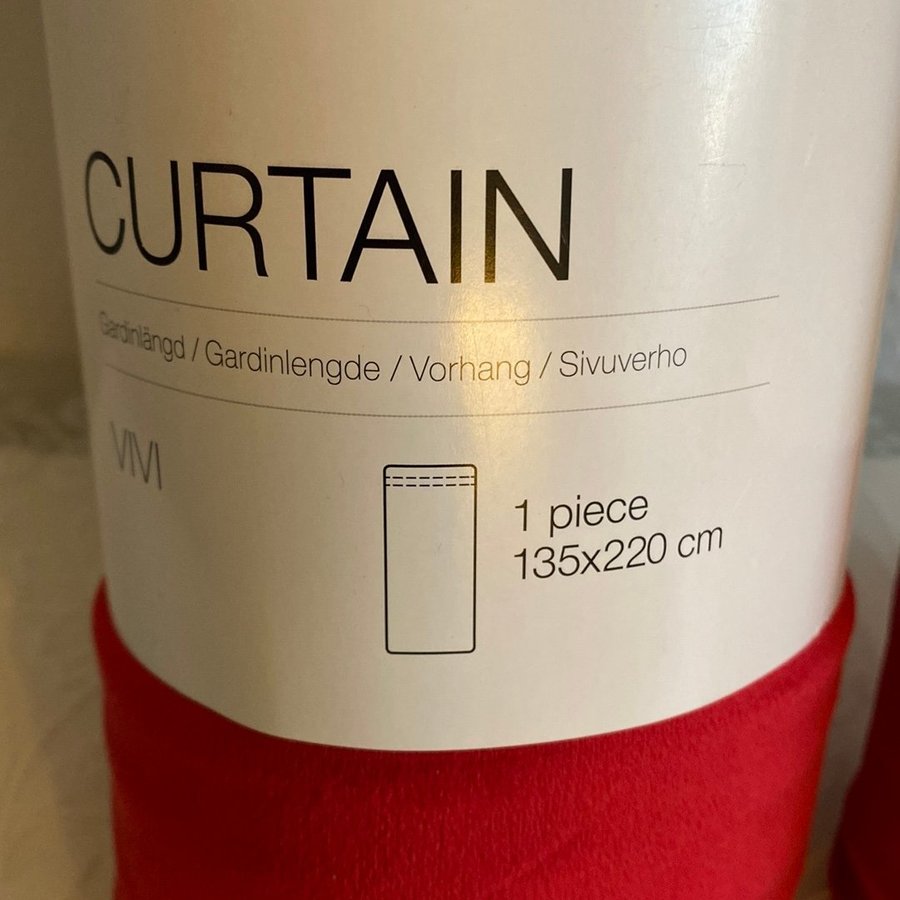 CURTAIN
Gardinlängd / Gardinlengde / Vorhang / Sivuverho
VIVI
1 piece
135x220 cm